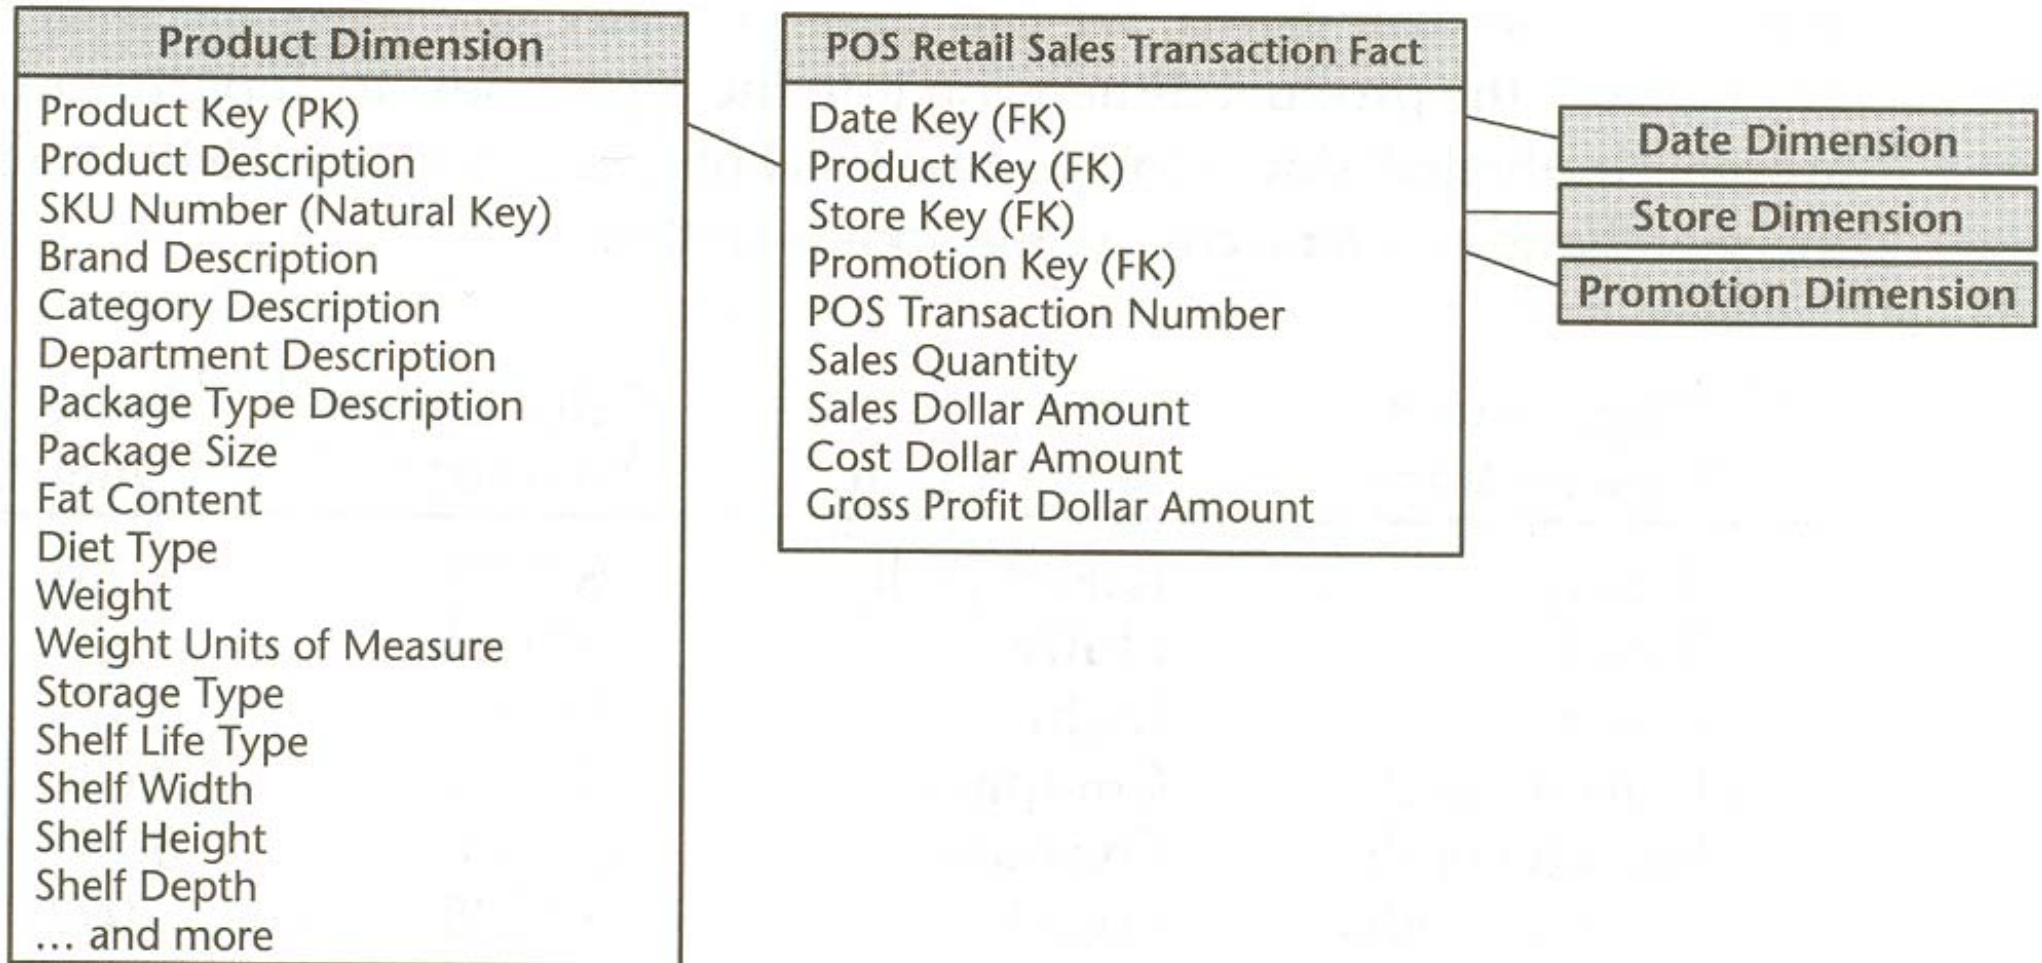 Product Dimension
Product Key (PK)
Product Description
SKU Number (Natural Key)
Brand Description
Category Description
Department Description
Package Type Description
Package Size
Fat Content
Diet Type
Weight
Weight Units of Measure
Storage Type
Shelf Life Type
Shelf Width
Shelf Height
Shelf Depth
... and more
POS Retail Sales Transaction Fact
Date Key (FK)
Product Key (FK)
Store Key (FK)
Promotion Key (FK)
POS Transaction Number
Sales Quantity
Sales Dollar Amount
Cost Dollar Amount
Gross Profit Dollar Amount
Date Dimension
Store Dimension
Promotion Dimension